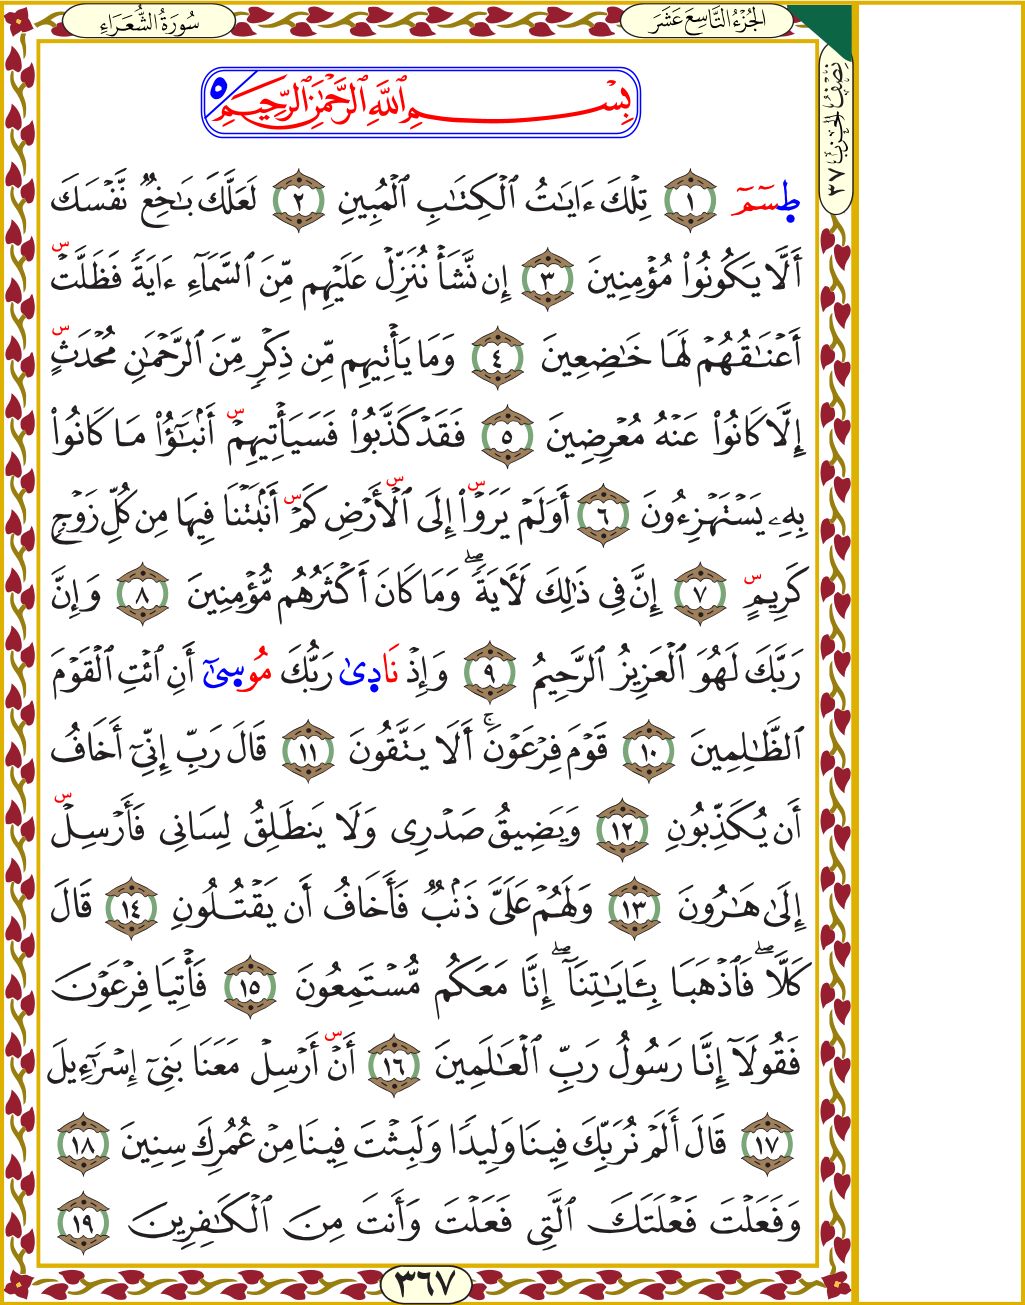 سُورَةُ الشُّعَرَاءِ
الجُزْءُ التَّاسِعَ عَشَرَ
نِصْفُ الحِزْب ٣٧
بِسْمِ ٱللَّهِ ٱلرَّحْمَٰنِ ٱلرَّحِيمِ ٥
طسٓمٓ ١ تِلْكَ ءَايَٰتُ ٱلْكِتَٰبِ ٱلْمُبِينِ ٢ لَعَلَّكَ بَٰخِعٌ نَّفْسَكَ
أَلَّا يَكُونُوا۟ مُؤْمِنِينَ ٣ إِن نَّشَأْ نُنَزِّلْ عَلَيْهِم مِّنَ ٱلسَّمَآءِ ءَايَةً فَظَلَّتْ س
أَعْنَٰقُهُمْ لَهَا خَٰضِعِينَ ٤ وَمَا يَأْتِيهِم مِّن ذِكْرٍ مِّنَ ٱلرَّحْمَٰنِ مُحْدَثٍ س
إِلَّا كَانُوا۟ عَنْهُ مُعْرِضِينَ ٥ فَقَدْ كَذَّبُوا۟ فَسَيَأْتِيهِمْ س أَنۢبَٰٓؤُا۟ مَا كَانُوا۟
بِهِۦ يَسْتَهْزِءُونَ ٦ أَوَلَمْ يَرَوْا۟ س إِلَى ٱلْأَرْضِ س كَمْ س أَنۢبَتْنَا فِيهَا مِن كُلِّ زَوْجٍ
كَرِيمٍ س ٧ إِنَّ فِى ذَٰلِكَ لَـَٔايَةً ۖ وَمَا كَانَ أَكْثَرُهُم مُّؤْمِنِينَ ٨ وَإِنَّ
رَبَّكَ لَهُوَ ٱلْعَزِيزُ ٱلرَّحِيمُ ٩ وَإِذْ نَادِىٰ رَبُّكَ مُوسِىٰٓ أَنِ ٱئْتِ ٱلْقَوْمَ
ٱلظَّٰلِمِينَ ١٠ قَوْمَ فِرْعَوْنَ ۚ أَلَا يَتَّقُونَ ١١ قَالَ رَبِّ إِنِّىٓ أَخَافُ
أَن يُكَذِّبُونِ ١٢ وَيَضِيقُ صَدْرِى وَلَا يَنطَلِقُ لِسَانِى فَأَرْسِلْ س
إِلَىٰ هَٰرُونَ ١٣ وَلَهُمْ عَلَىَّ ذَنۢبٌ فَأَخَافُ أَن يَقْتُلُونِ ١٤ قَالَ
كَلَّا ۖ فَٱذْهَبَا بِـَٔايَٰتِنَآ ۖ إِنَّا مَعَكُم مُّسْتَمِعُونَ ١٥ فَأْتِيَا فِرْعَوْنَ
فَقُولَآ إِنَّا رَسُولُ رَبِّ ٱلْعَٰلَمِينَ ١٦ أَنْ س أَرْسِلْ مَعَنَا بَنِىٓ إِسْرَٰٓءِيلَ
١٧ قَالَ أَلَمْ نُرَبِّكَ فِينَا وَلِيدًا وَلَبِثْتَ فِينَا مِنْ عُمُرِكَ سِنِينَ ١٨
وَفَعَلْتَ فَعْلَتَكَ ٱلَّتِى فَعَلْتَ وَأَنتَ مِنَ ٱلْكَٰفِرِينَ ١٩
٣٦٧